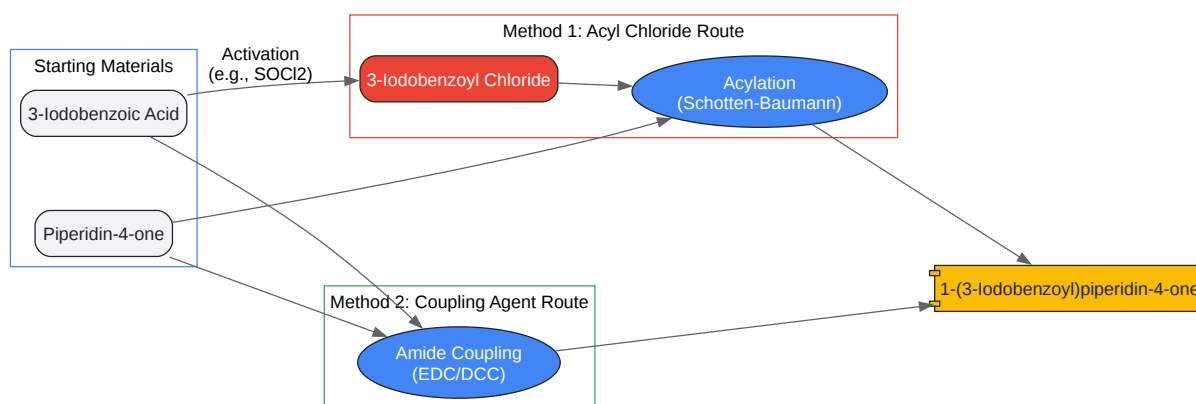 Starting Materials
3-Iodobenzoic Acid
Piperidin-4-one
Activation
(e.g., SOCl2)
Method 1: Acyl Chloride Route
3-Iodobenzoyl Chloride
Acylation
(Schotten-Baumann)
Method 2: Coupling Agent Route
Amide Coupling
(EDC/DCC)
1-(3-Iodobenzoyl)piperidin-4-one